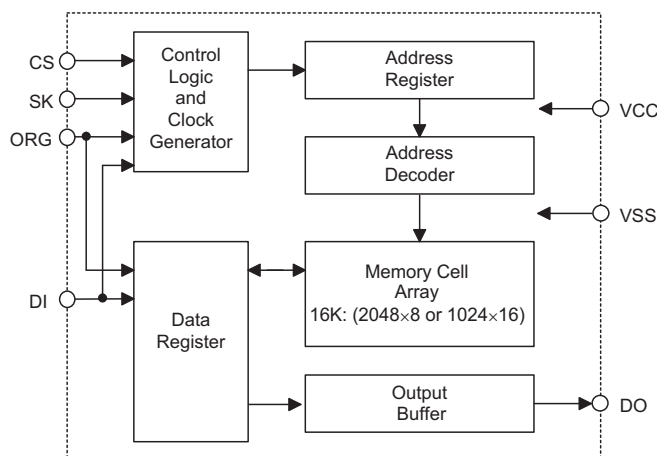 CS
SK
ORG
DI
Control
Logic
and
Clock
Generator
Address
Register
Address
Decoder
VCC
VSS
Data
Register
Memory Cell
Array
16K: (2048×8 or 1024×16)
Output
Buffer
DO